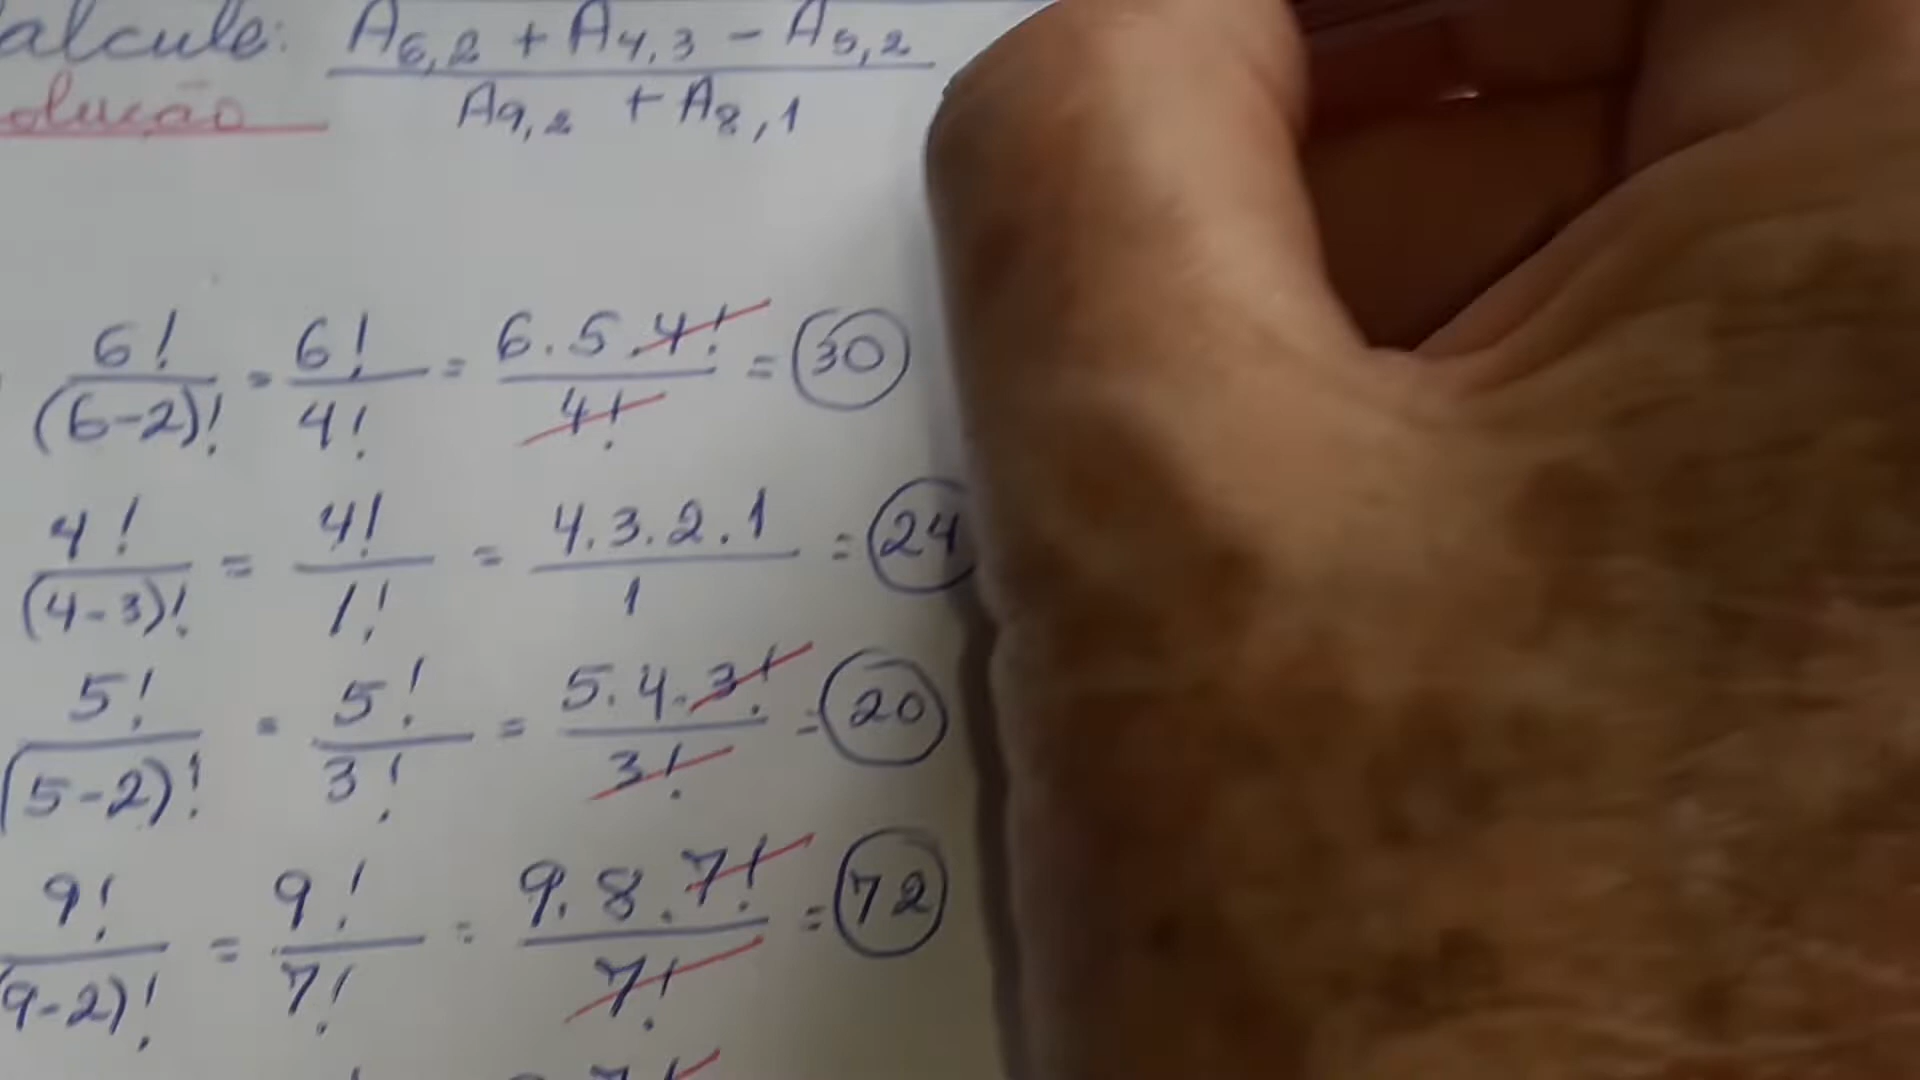 alcule: A6,2 + A4,3 - A5,2
olução A9,2 + A8,1
6! / (6-2)! = 6! / 4! = 6.5.4! / 4! = 30
4! / (4-3)! = 4! / 1! = 4.3.2.1 / 1 = 24
5! / (5-2)! = 5! / 3! = 5.4.3! / 3! = 20
9! / (9-2)! = 9! / 7! = 9.8.7! / 7! = 72